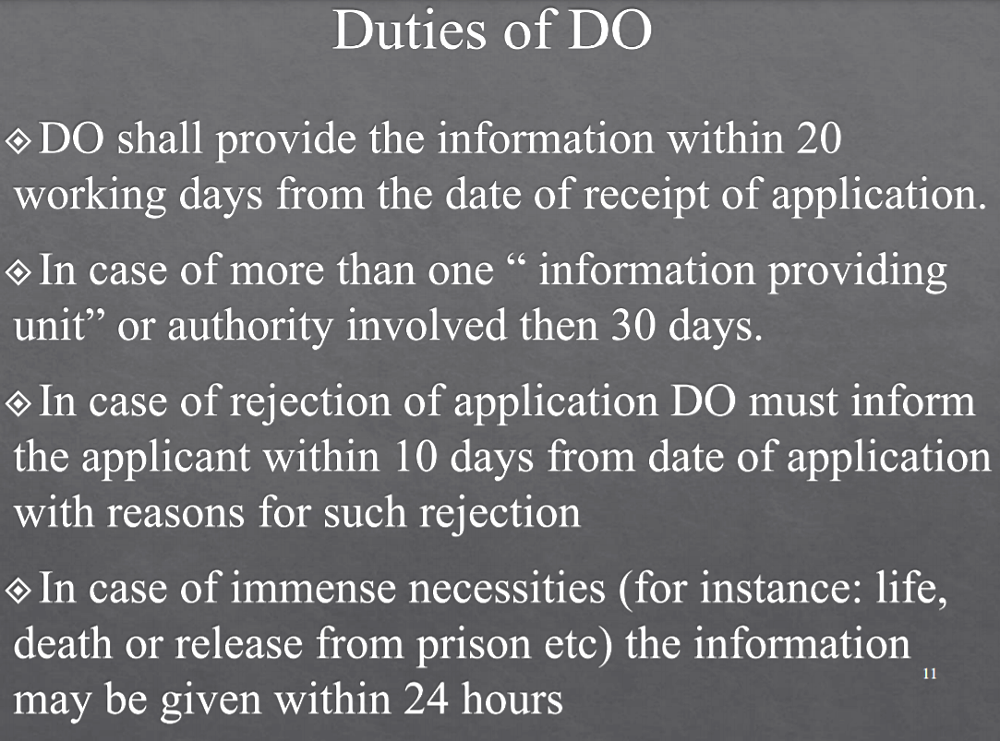 Duties of DO
DO shall provide the information within 20
working days from the date of receipt of application.
In case of more than one “ information providing
unit” or authority involved then 30 days.
In case of rejection of application DO must inform
the applicant within 10 days from date of application
with reasons for such rejection
In case of immense necessities (for instance: life,
death or release from prison etc) the information
may be given within 24 hours
11